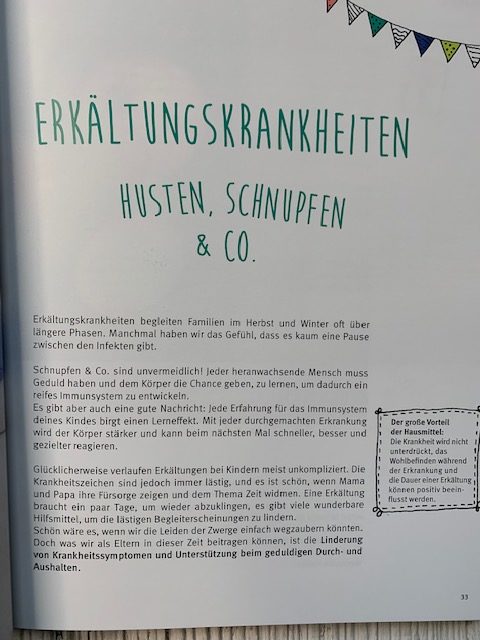 ERKÄLTUNGSKRANKHEITEN
HUSTEN, SCHNUPFEN
& CO.
Erkältungskrankheiten begleiten Familien im Herbst und Winter oft über
längere Phasen. Manchmal haben wir das Gefühl, dass es kaum eine Pause
zwischen den Infekten gibt.
Schnupfen & Co. sind unvermeidlich! Jeder heranwachsende Mensch muss
Geduld haben und dem Körper die Chance geben, zu lernen, um dadurch ein
reifes Immunsystem zu entwickeln.
Es gibt aber auch eine gute Nachricht: Jede Erfahrung für das Immunsystem
deines Kindes birgt einen Lerneffekt. Mit jeder durchgemachten Erkrankung
wird der Körper stärker und kann beim nächsten Mal schneller, besser und
gezielter reagieren.
Glücklicherweise verlaufen Erkältungen bei Kindern meist unkompliziert. Die
Krankheitszeichen sind jedoch immer lästig, und es ist schön, wenn Mama
und Papa ihre Fürsorge zeigen und dem Thema Zeit widmen. Eine Erkältung
braucht ein paar Tage, um wieder abzuklingen, es gibt viele wunderbare
Hilfsmittel, um die lästigen Begleiterscheinungen zu lindern.
Schön wäre es, wenn wir die Leiden der Zwerge einfach wegzaubern könnten.
Doch was wir als Eltern in dieser Zeit beitragen können, ist die Linderung
von Krankheitssymptomen und Unterstützung beim geduldigen Durch- und
Aushalten.
Der große Vorteil
der Hausmittel:
Die Krankheit wird nicht
unterdrückt, das
Wohlbefinden während
der Erkrankung und
die Dauer einer Erkältung
können positiv beein-
flusst werden.
33